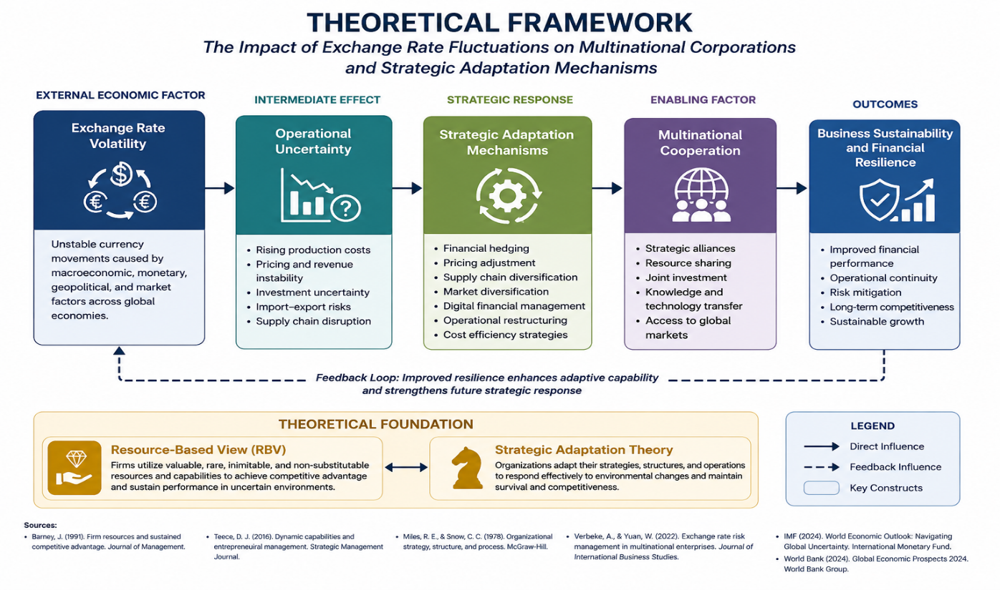 THEORETICAL FRAMEWORK
The Impact of Exchange Rate Fluctuations on Multinational Corporations
and Strategic Adaptation Mechanisms
EXTERNAL ECONOMIC FACTOR
Exchange Rate
Volatility
$
€
€
Unstable currency
movements caused by
macroeconomic, monetary,
geopolitical, and market
factors across global
economies.
INTERMEDIATE EFFECT
Operational
Uncertainty
?
• Rising production costs
• Pricing and revenue
instability
• Investment uncertainty
• Import–export risks
• Supply chain disruption
STRATEGIC RESPONSE
Strategic Adaptation
Mechanisms
• Financial hedging
• Pricing adjustment
• Supply chain diversification
• Market diversification
• Digital financial management
• Operational restructuring
• Cost efficiency strategies
ENABLING FACTOR
Multinational
Cooperation
• Strategic alliances
• Resource sharing
• Joint investment
• Knowledge and
technology transfer
• Access to global
markets
OUTCOMES
Business Sustainability
and Financial
Resilience
• Improved financial
performance
• Operational continuity
• Risk mitigation
• Long-term competitiveness
• Sustainable growth
Feedback Loop: Improved resilience enhances adaptive capability
and strengthens future strategic response
THEORETICAL FOUNDATION
Resource-Based View (RBV)
Firms utilize valuable, rare, inimitable, and non-substitutable
resources and capabilities to achieve competitive advantage
and sustain performance in uncertain environments.
Strategic Adaptation Theory
Organizations adapt their strategies, structures, and operations
to respond effectively to environmental changes and maintain
survival and competitiveness.
LEGEND
Direct Influence
Feedback Influence
Key Constructs
Sources:
• Barney, J. (1991). Firm resources and sustained
competitive advantage. Journal of Management.
• Teece, D. J. (2016). Dynamic capabilities and
entrepreneuiral management. Strategic Management
Journal.
• Miles, R. E., & Snow, C. C. (1978). Organizational
strategy, structure, and process. McGraw-Hill.
• Verbeke, A., & Yuan, W. (2022). Exchange rate risk
management in multinational enterprises. Journal of
International Business Studies.
• IMF (2024). World Economic Outlook: Navigating
Global Uncertainty. International Monetary Fund.
• World Bank (2024). Global Economic Prospects 2024.
World Bank Group.